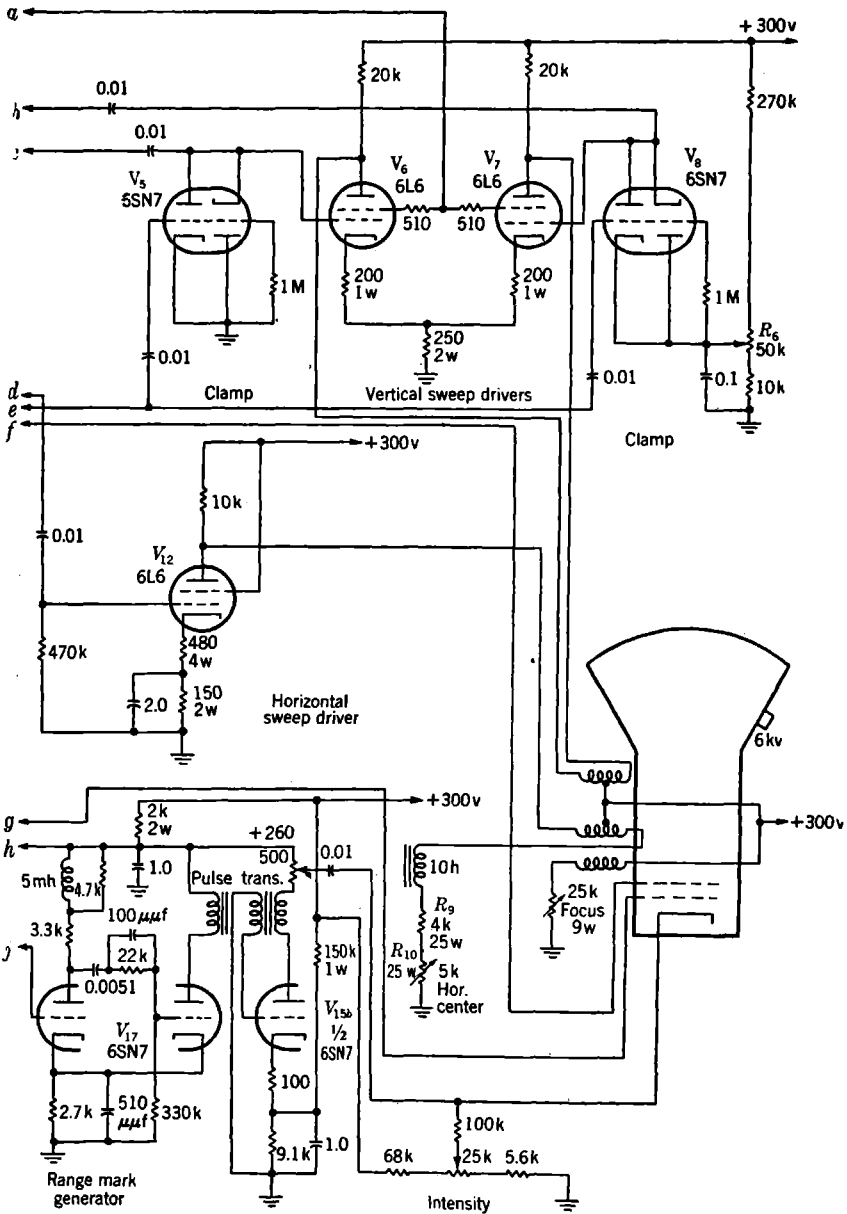 a
+300v
20k
20k
0.01
b
270k
0.01
V5
6SN7
V6
6L6
V7
6L6
V8
6SN7
510
510
1M
200
1w
200
1w
1M
R6
50k
250
2w
0.01
Clamp
Vertical sweep drivers
0.01
0.1
10k
d
e
f
Clamp
+300v
10k
0.01
V12
6L6
470k
480
4w
2.0
150
2w
Horizontal
sweep driver
6kv
g
2k
2w
+300v
+300v
h
+260
500
0.01
1.0
5mh
4.7k
Pulse trans.
10h
100μμf
3.3k
25k
Focus
9w
R9
4k
25w
R10
25w
5k
Hor.
center
22k
150k
1w
0.0051
V17
6SN7
V15b
½
6SN7
100
2.7k
510
μμf
330k
9.1k
1.0
100k
68k
25k
5.6k
Range mark
generator
Intensity